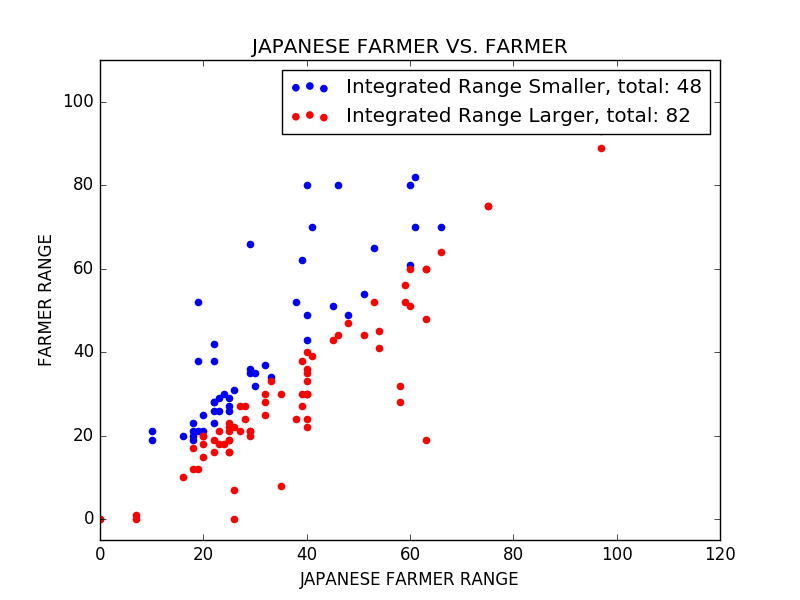 JAPANESE FARMER VS. FARMER
Integrated Range Smaller, total: 48
Integrated Range Larger, total: 82
100
80
60
40
20
0
FARMER RANGE
0 20 40 60 80 100 120
JAPANESE FARMER RANGE